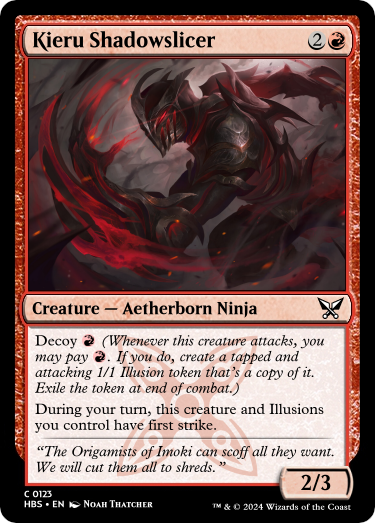 Kieru Shadowslicer 2
Creature — Aetherborn Ninja
Decoy (Whenever this creature attacks, you
may pay . If you do, create a tapped and
attacking 1/1 Illusion token that's a copy of it.
Exile the token at end of combat.)
During your turn, this creature and Illusions
you control have first strike.
"The Origamists of Imoki can scoff all they want.
We will cut them all to shreds."
2/3
C 0123
HBS • EN Noah Thatcher
™ & © 2024 Wizards of the Coast